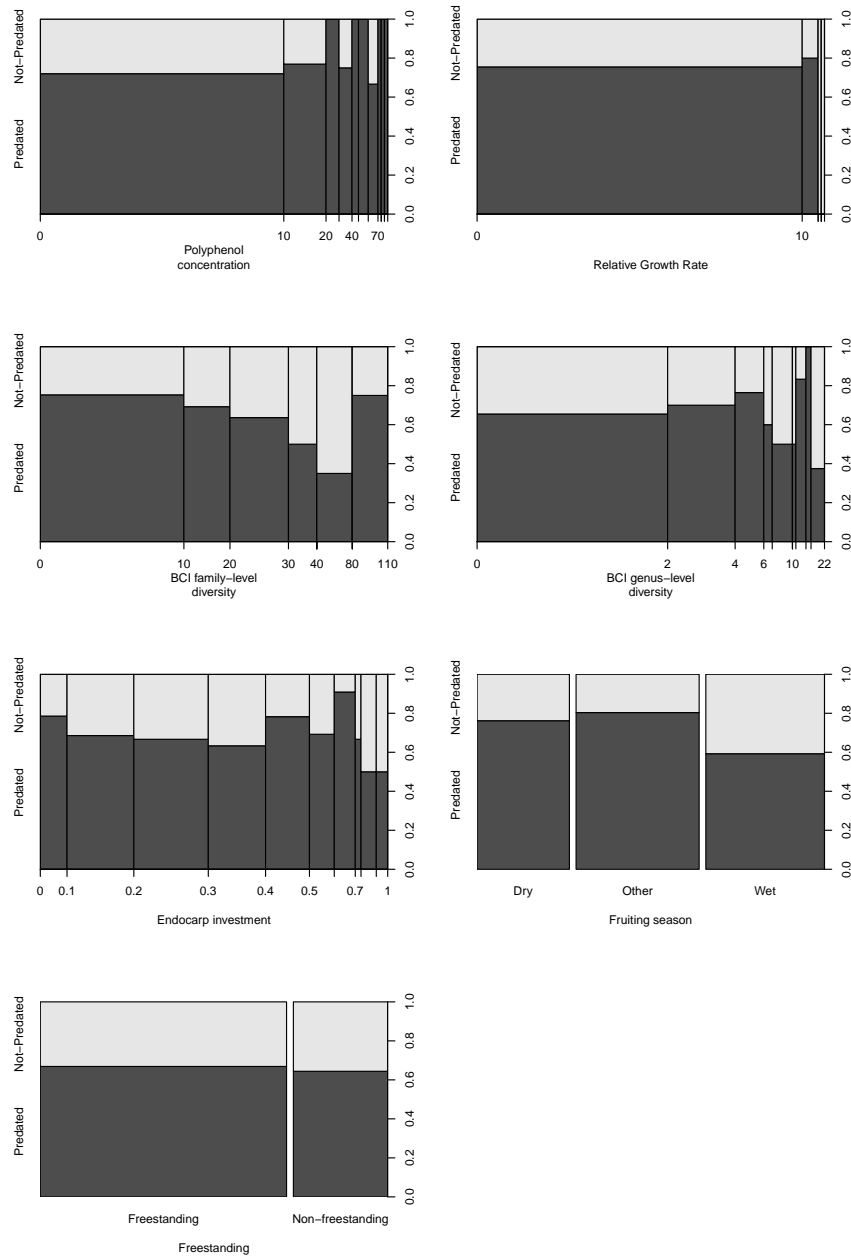 Not−Predated
Predated
0.0 0.2 0.4 0.6 0.8 1.0
0 10 20 40 70
Polyphenol
concentration
Not−Predated
Predated
0.0 0.2 0.4 0.6 0.8 1.0
0 10
Relative Growth Rate
Not−Predated
Predated
0.0 0.2 0.4 0.6 0.8 1.0
0 10 20 30 40 80 110
BCI family−level
diversity
Not−Predated
Predated
0.0 0.2 0.4 0.6 0.8 1.0
0 2 4 6 10 22
BCI genus−level
diversity
Not−Predated
Predated
0.0 0.2 0.4 0.6 0.8 1.0
0 0.1 0.2 0.3 0.4 0.5 0.7 1
Endocarp investment
Not−Predated
Predated
0.0 0.2 0.4 0.6 0.8 1.0
Dry Other Wet
Fruiting season
Not−Predated
Predated
0.0 0.2 0.4 0.6 0.8 1.0
Freestanding Non−freestanding
Freestanding